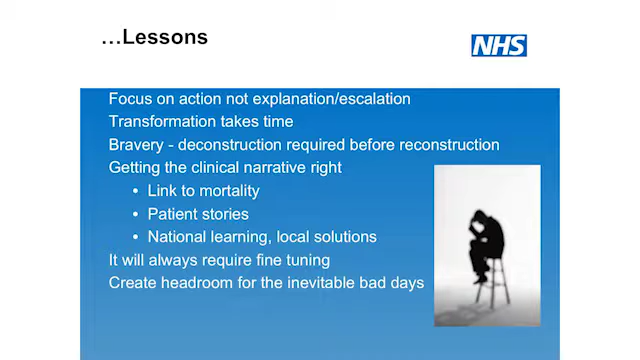 ...Lessons
NHS
Focus on action not explanation/escalation
Transformation takes time
Bravery - deconstruction required before reconstruction
Getting the clinical narrative right
• Link to mortality
• Patient stories
• National learning, local solutions
It will always require fine tuning
Create headroom for the inevitable bad days